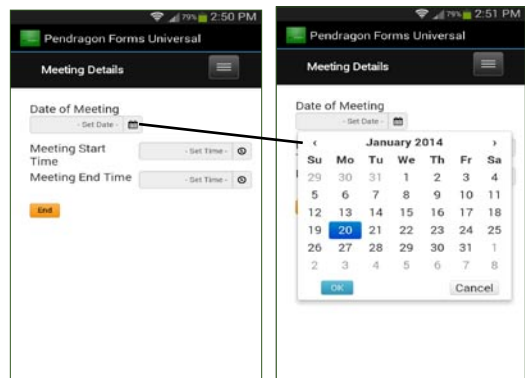 79% 2:50 PM
Pendragon Forms Universal
Meeting Details
Date of Meeting
- Set Date -
Meeting Start
Time
- Set Time -
Meeting End Time
- Set Time -
End
79% 2:51 PM
Pendragon Forms Universal
Meeting Details
Date of Meeting
- Set Date -
‹ January 2014 ›
Su Mo Tu We Th Fr Sa
29 30 31 1 2 3 4
5 6 7 8 9 10 11
12 13 14 15 16 17 18
19 20 21 22 23 24 25
26 27 28 29 30 31 1
2 3 4 5 6 7 8
OK Cancel